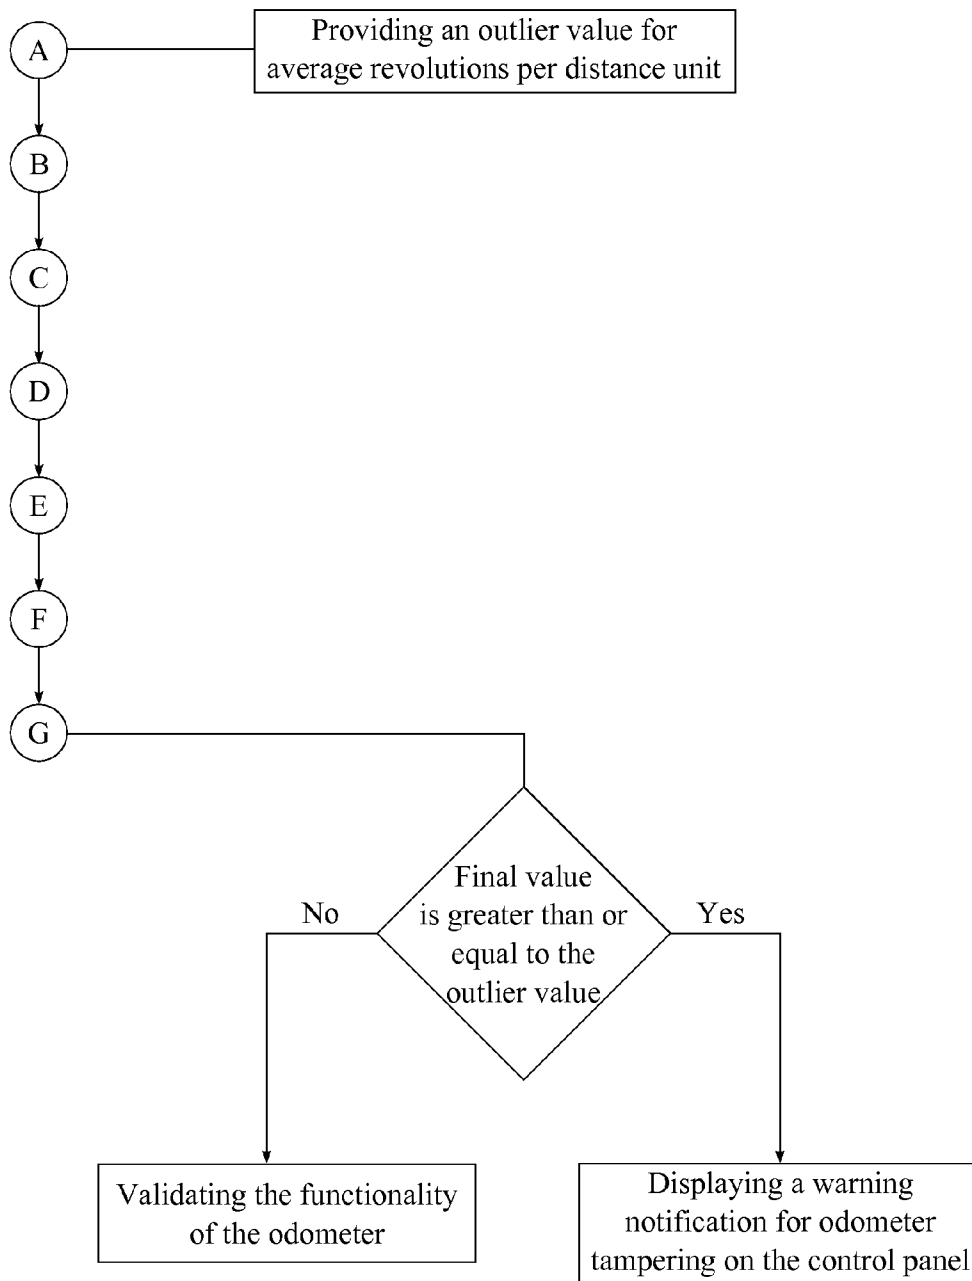 A
Providing an outlier value for
average revolutions per distance unit
B
C
D
E
F
G
Final value
is greater than or
equal to the
outlier value
No
Yes
Validating the functionality
of the odometer
Displaying a warning
notification for odometer
tampering on the control panel